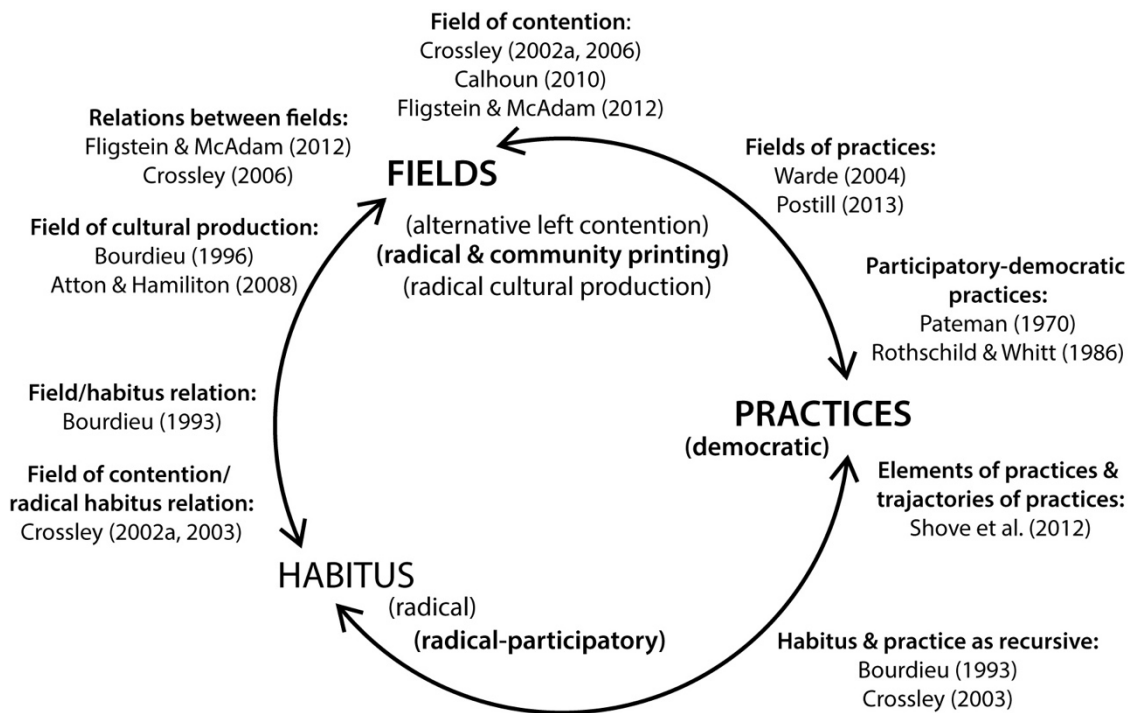 Field of contention:
Crossley (2002a, 2006)
Calhoun (2010)
Fligstein & McAdam (2012)
Relations between fields:
Fligstein & McAdam (2012)
Crossley (2006)
Field of cultural production:
Bourdieu (1996)
Atton & Hamiliton (2008)
FIELDS
(alternative left contention)
(radical & community printing)
(radical cultural production)
Fields of practices:
Warde (2004)
Postill (2013)
Participatory-democratic
practices:
Pateman (1970)
Rothschild & Whitt (1986)
PRACTICES
(democratic)
Elements of practices &
trajectories of practices:
Shove et al. (2012)
Field/habitus relation:
Bourdieu (1993)
Field of contention/
radical habitus relation:
Crossley (2002a, 2003)
HABITUS
(radical)
(radical-participatory)
Habitus & practice as recursive:
Bourdieu (1993)
Crossley (2003)